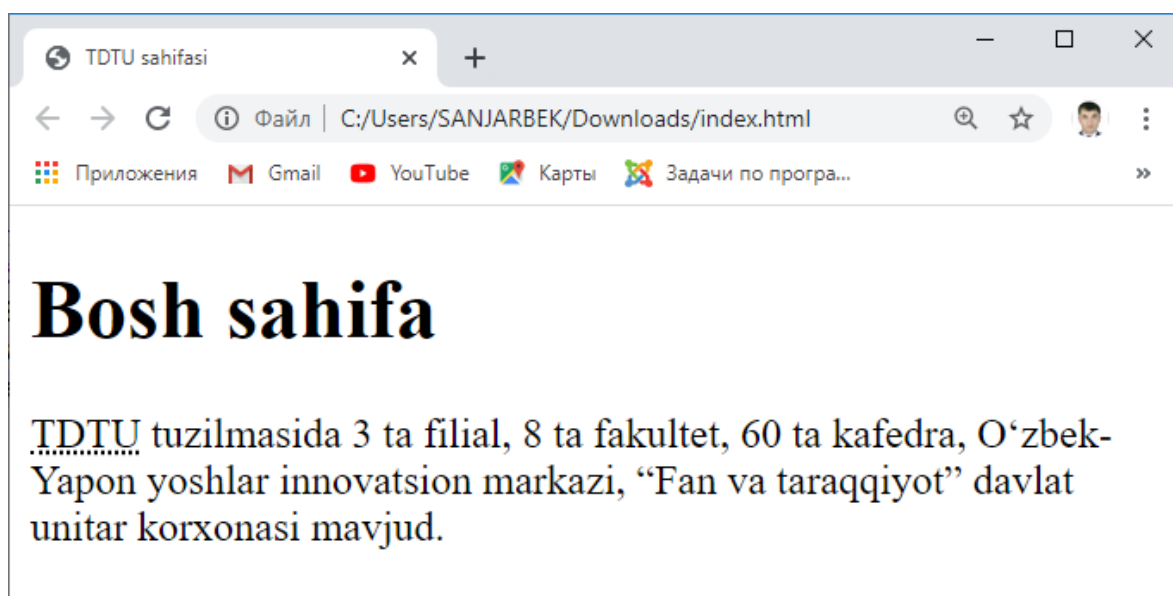 TDTU sahifasi
Файл | C:/Users/SANJARBEK/Downloads/index.html
Приложения Gmail YouTube Карты Задачи по програ...
Bosh sahifa
TDTU tuzilmasida 3 ta filial, 8 ta fakultet, 60 ta kafedra, O‘zbek-
Yapon yoshlar innovatsion markazi, “Fan va taraqqiyot” davlat
unitar korxonasi mavjud.